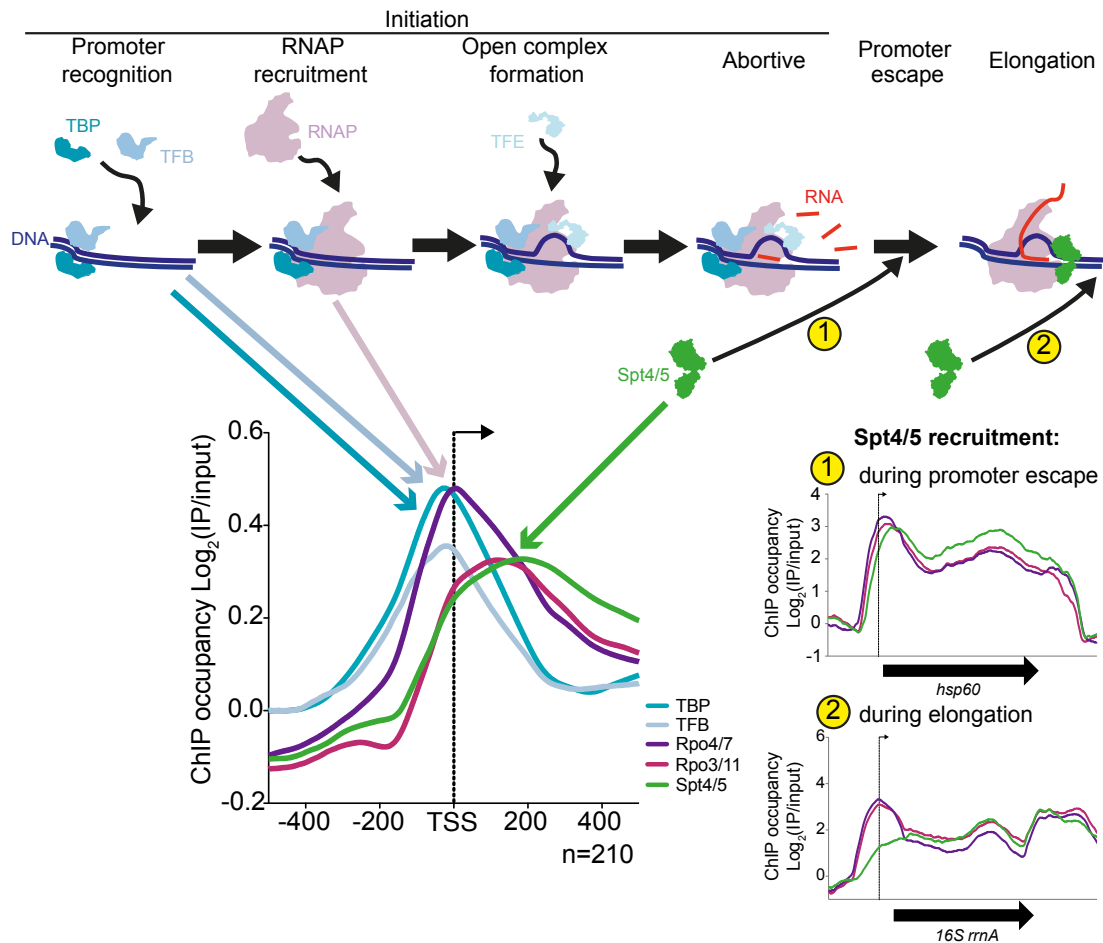 Initiation
Promoter
recognition
RNAP
recruitment
Open complex
formation
Abortive
Promoter
escape
Elongation
TBP
TFB
RNAP
TFE
RNA
DNA
1
2
Spt4/5
ChIP occupancy Log2(IP/input)
0.6
0.4
0.2
0.0
-0.2
-400
-200
TSS
200
400
n=210
TBP
TFB
Rpo4/7
Rpo3/11
Spt4/5
Spt4/5 recruitment:
1 during promoter escape
ChIP occupancy
Log2(IP/input)
4
3
2
1
0
-1
hsp60
2 during elongation
ChIP occupancy
Log2(IP/input)
6
4
2
0
16S rrnA